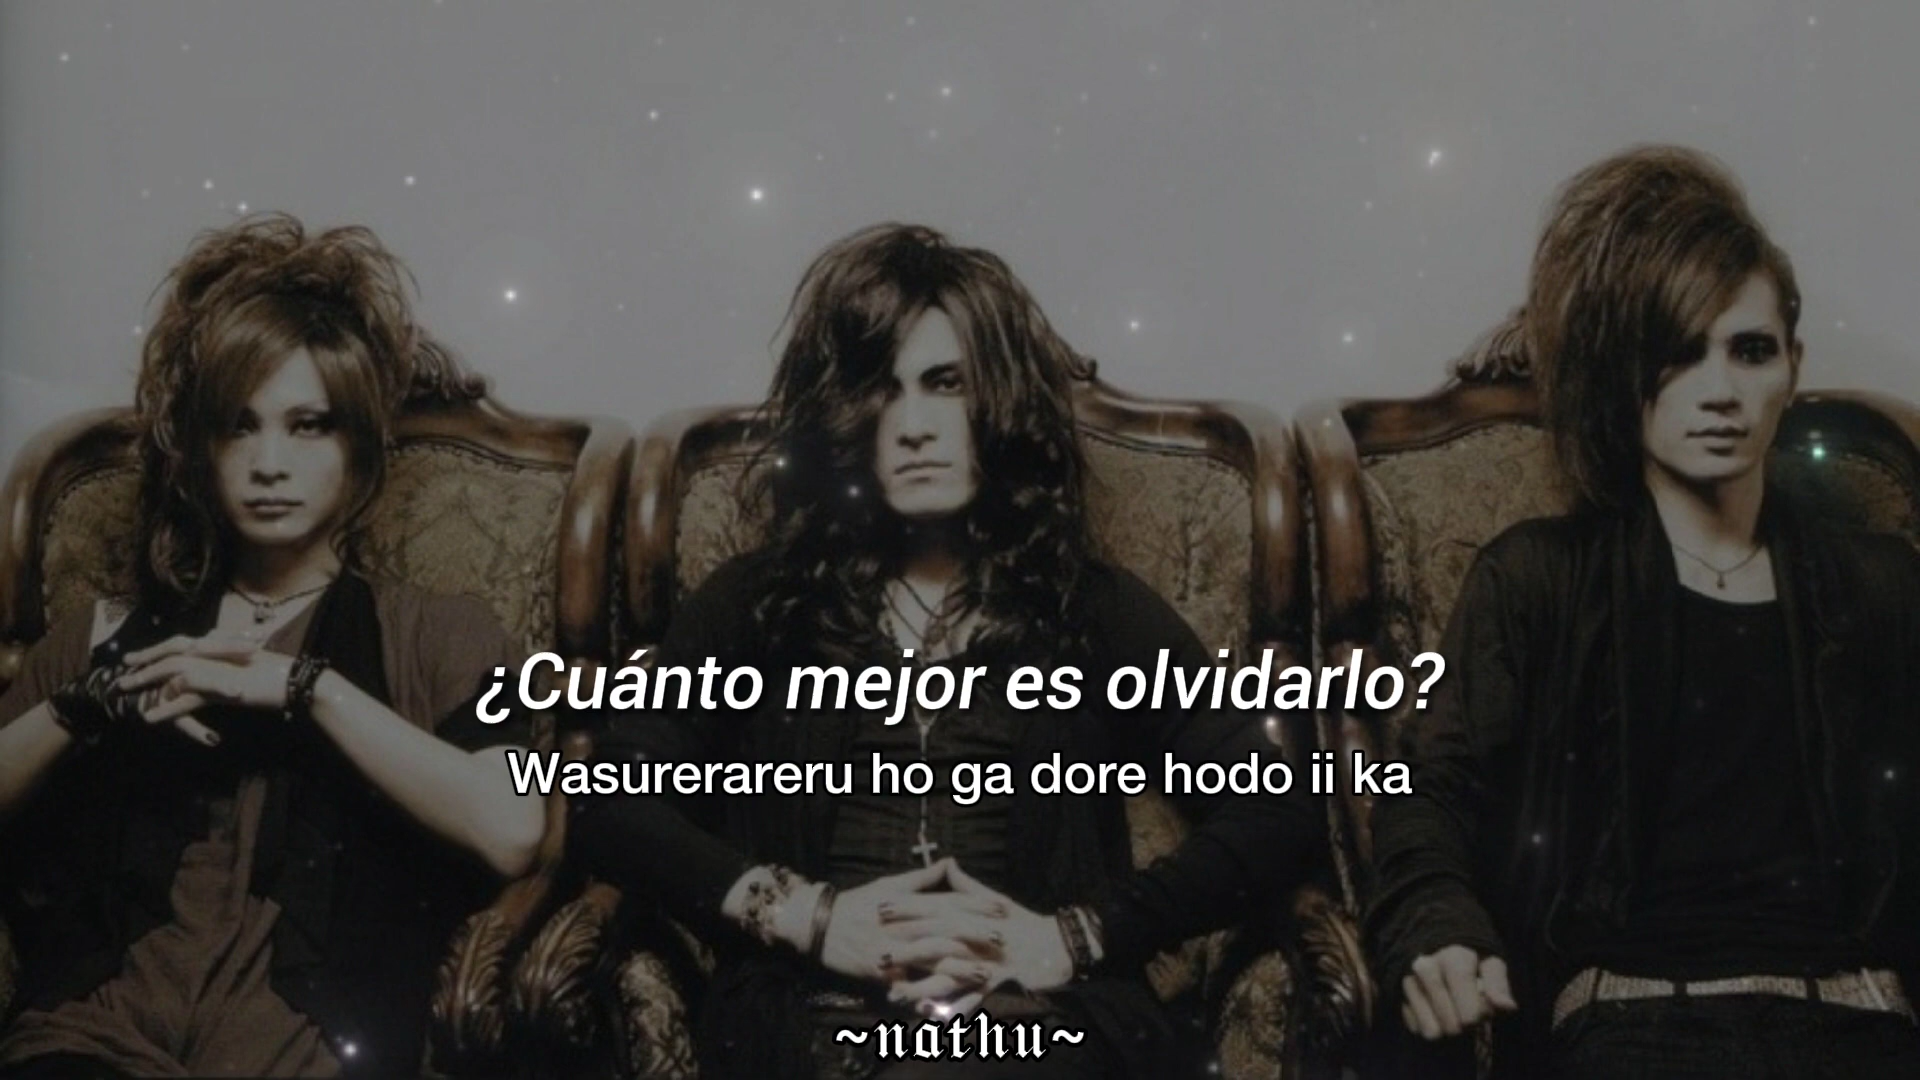 ¿Cuánto mejor es olvidarlo?
Wasurerareru ho ga dore hodo ii ka
~nathu~